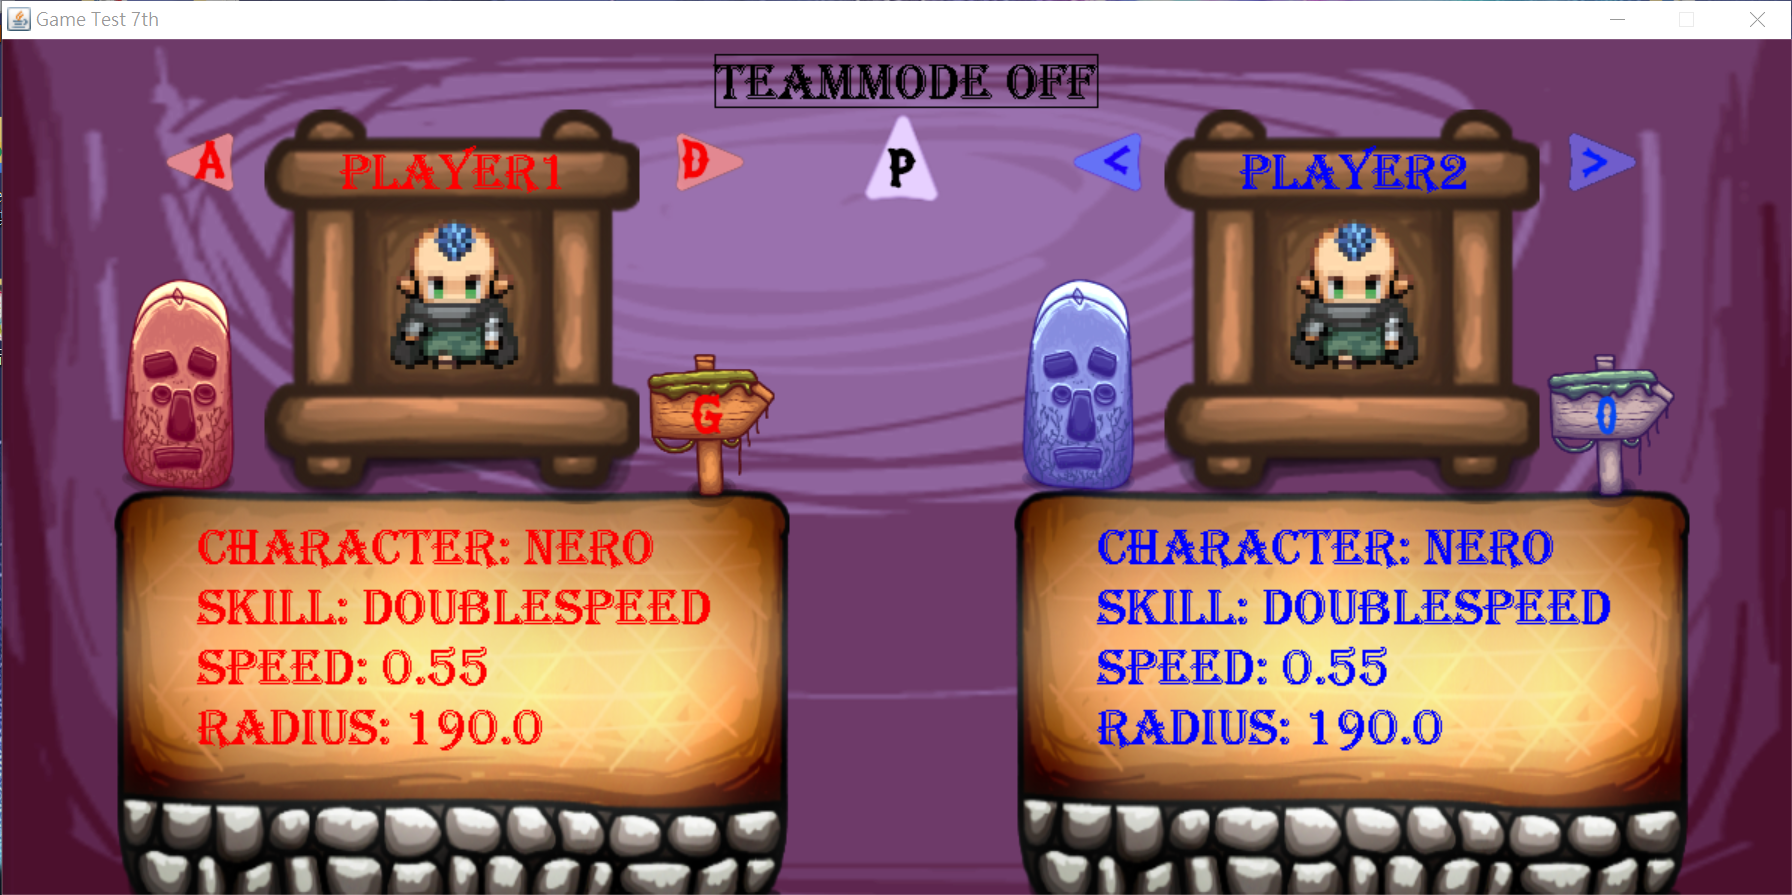 Game Test 7th
TEAMMODE OFF
A
PLAYER1
D
P
<
PLAYER2
>
G
0
CHARACTER: NERO
SKILL: DOUBLESPEED
SPEED: 0.55
RADIUS: 190.0
CHARACTER: NERO
SKILL: DOUBLESPEED
SPEED: 0.55
RADIUS: 190.0